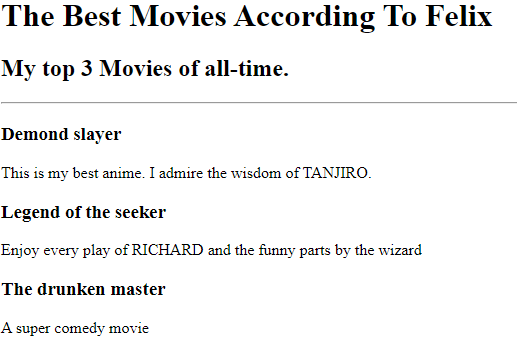 The Best Movies According To Felix
My top 3 Movies of all-time.
Demond slayer
This is my best anime. I admire the wisdom of TANJIRO.
Legend of the seeker
Enjoy every play of RICHARD and the funny parts by the wizard
The drunken master
A super comedy movie